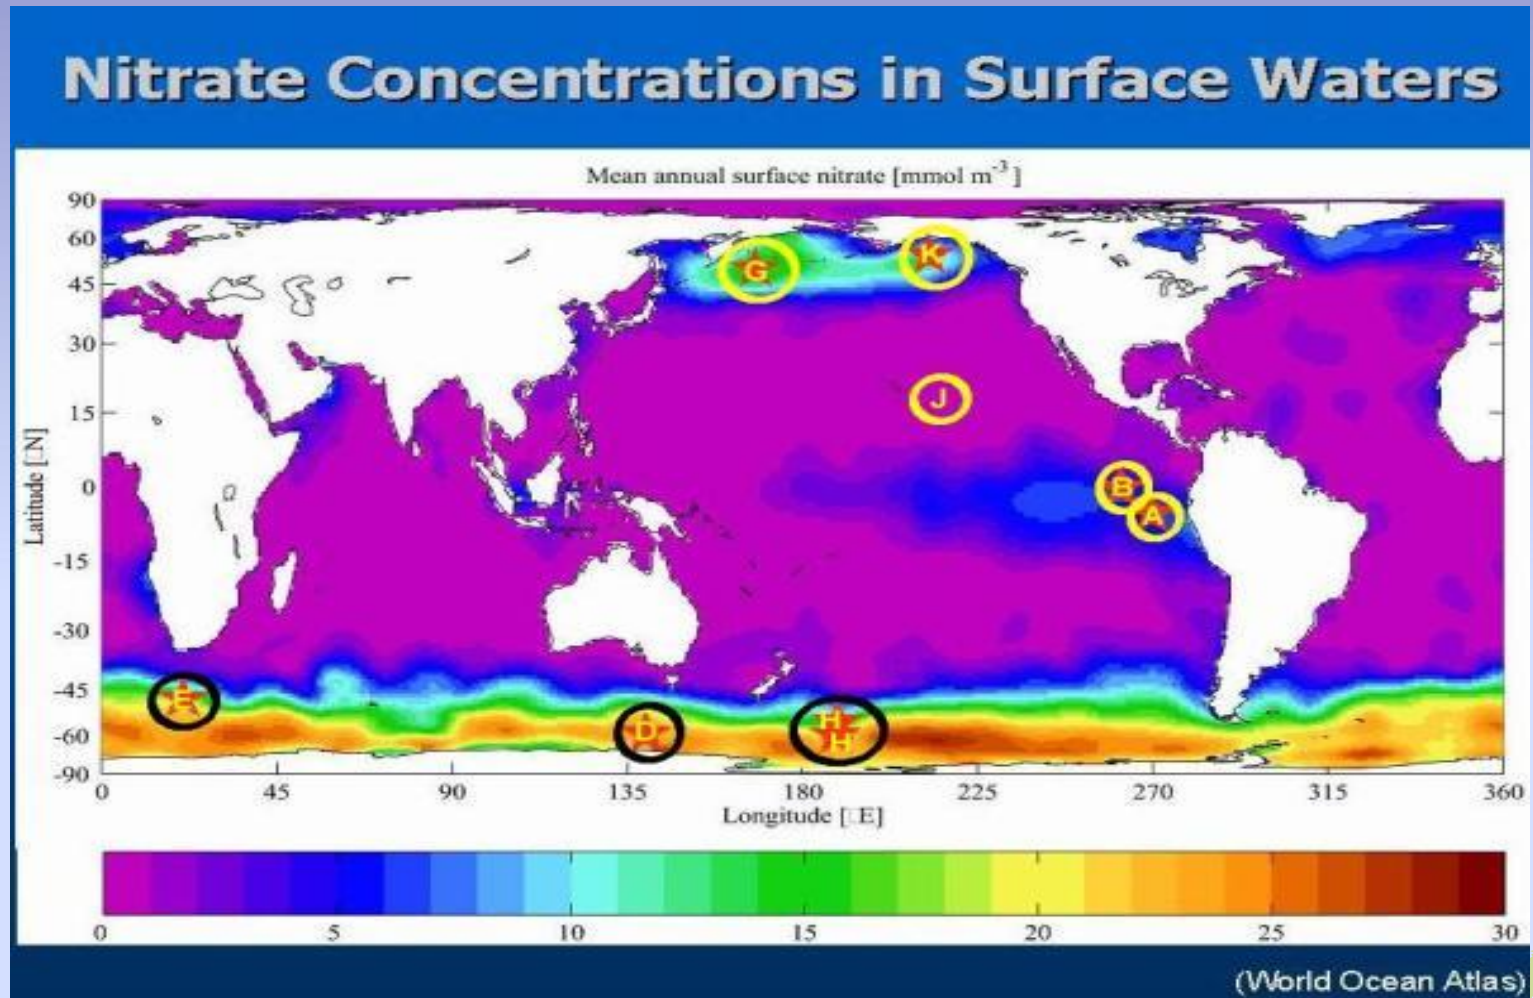 Nitrate Concentrations in Surface Waters
Mean annual surface nitrate [mmol m⁻³]
90
60
45
30
15
0
-15
-30
-45
-60
-90
Latitude [▯N]
G
K
J
B
A
E
D
H
H
0 45 90 135 180 225 270 315 360
Longitude [▯E]
0 5 10 15 20 25 30
(World Ocean Atlas)